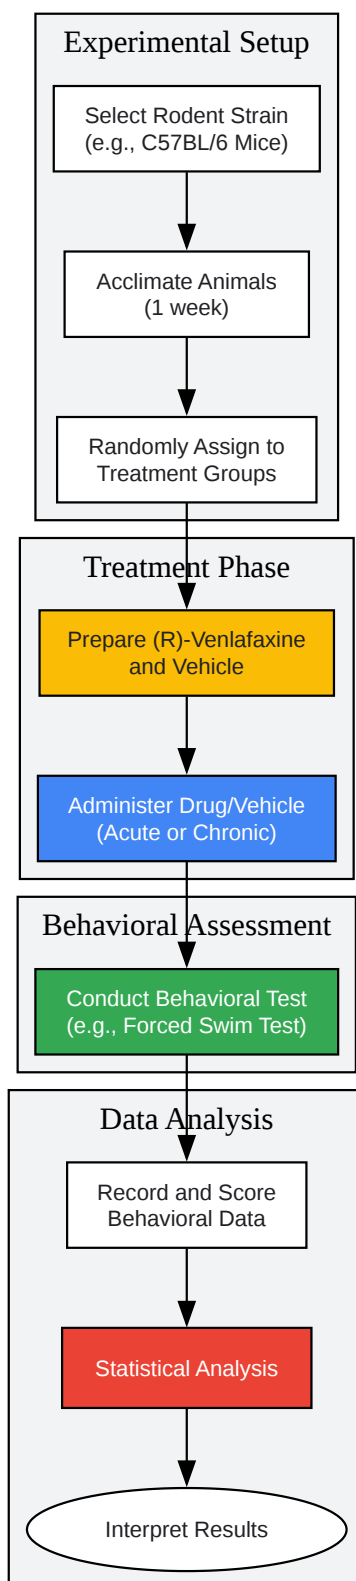 Experimental Setup
Select Rodent Strain
(e.g., C57BL/6 Mice)
Acclimate Animals
(1 week)
Randomly Assign to
Treatment Groups
Treatment Phase
Prepare (R)-Venlafaxine
and Vehicle
Administer Drug/Vehicle
(Acute or Chronic)
Behavioral Assessment
Conduct Behavioral Test
(e.g., Forced Swim Test)
Data Analysis
Record and Score
Behavioral Data
Statistical Analysis
Interpret Results